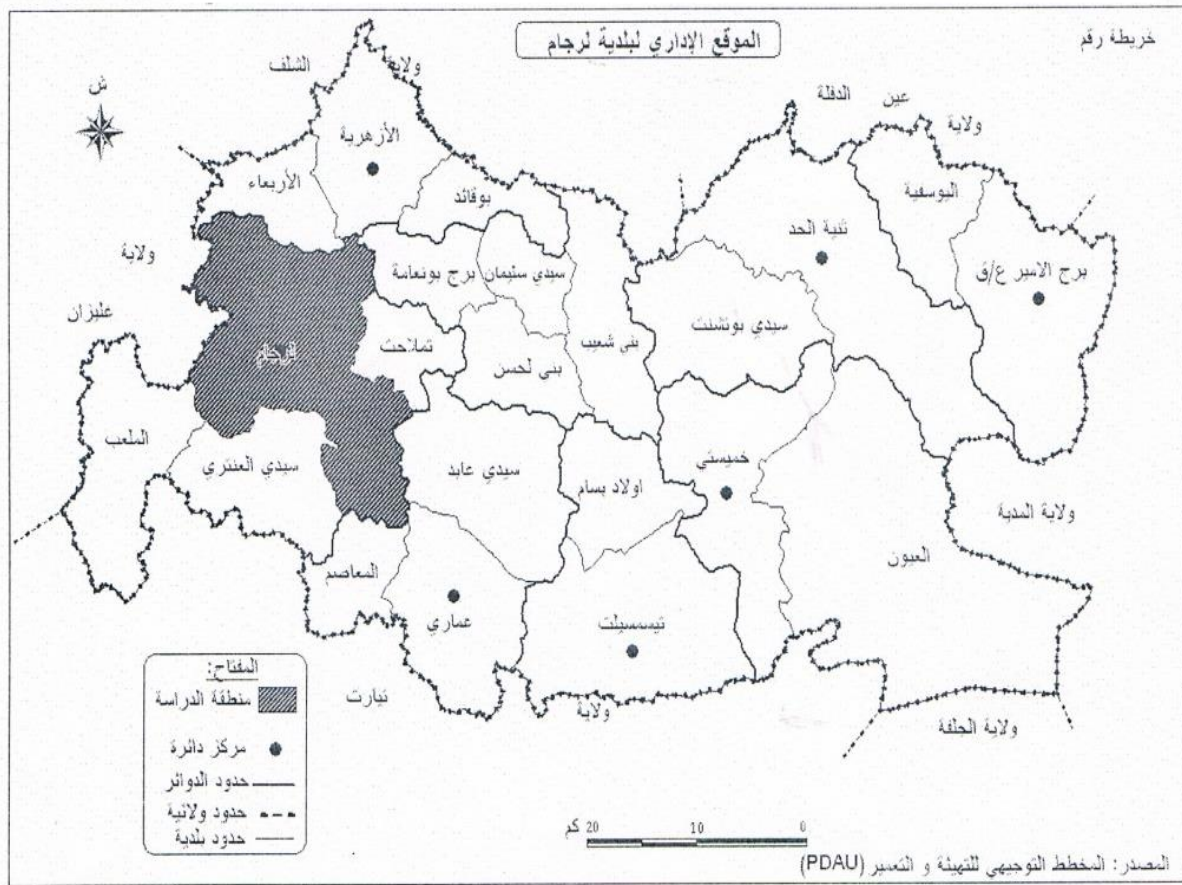 خريطة رقم
الموقع الإداري لبلدية لرجام
ش
ولاية
الشلف
ولاية
عين
الدفلة
الأزهرية
الأربعاء
بوقائد
اليوسفية
ثنية الحد
برج الامير ع/ق
ولاية
غليزان
برج بونعامة
سيدي سليمان
سيدي بوتشنت
بني شعيب
تملاحت
بني لحسن
لرجام
الملعب
سيدي العنتري
سيدي عابد
اولاد بسام
خميستي
ولاية المدية
العيون
المعاصم
عماري
تيسمسيلت
تيارت
ولاية
ولاية الجلفة
المفتاح:
منطقة الدراسة
مركز دائرة
حدود الدوائر
حدود ولائية
حدود بلدية
كم 20 10 0
المصدر: المخطط التوجيهي للتهيئة و التعمير (PDAU)